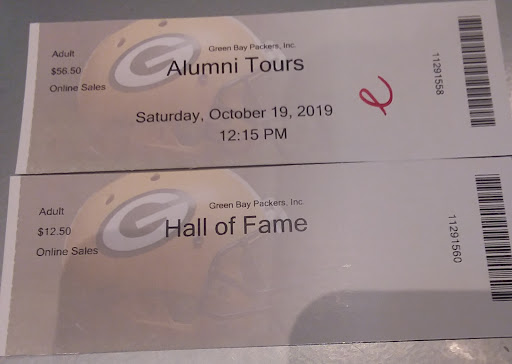 Adult
$56.50
Online Sales
Green Bay Packers, Inc.
Alumni Tours
Saturday, October 19, 2019
12:15 PM
e
11291558
Adult
$12.50
Online Sales
Green Bay Packers, Inc.
Hall of Fame
11291560
G
G